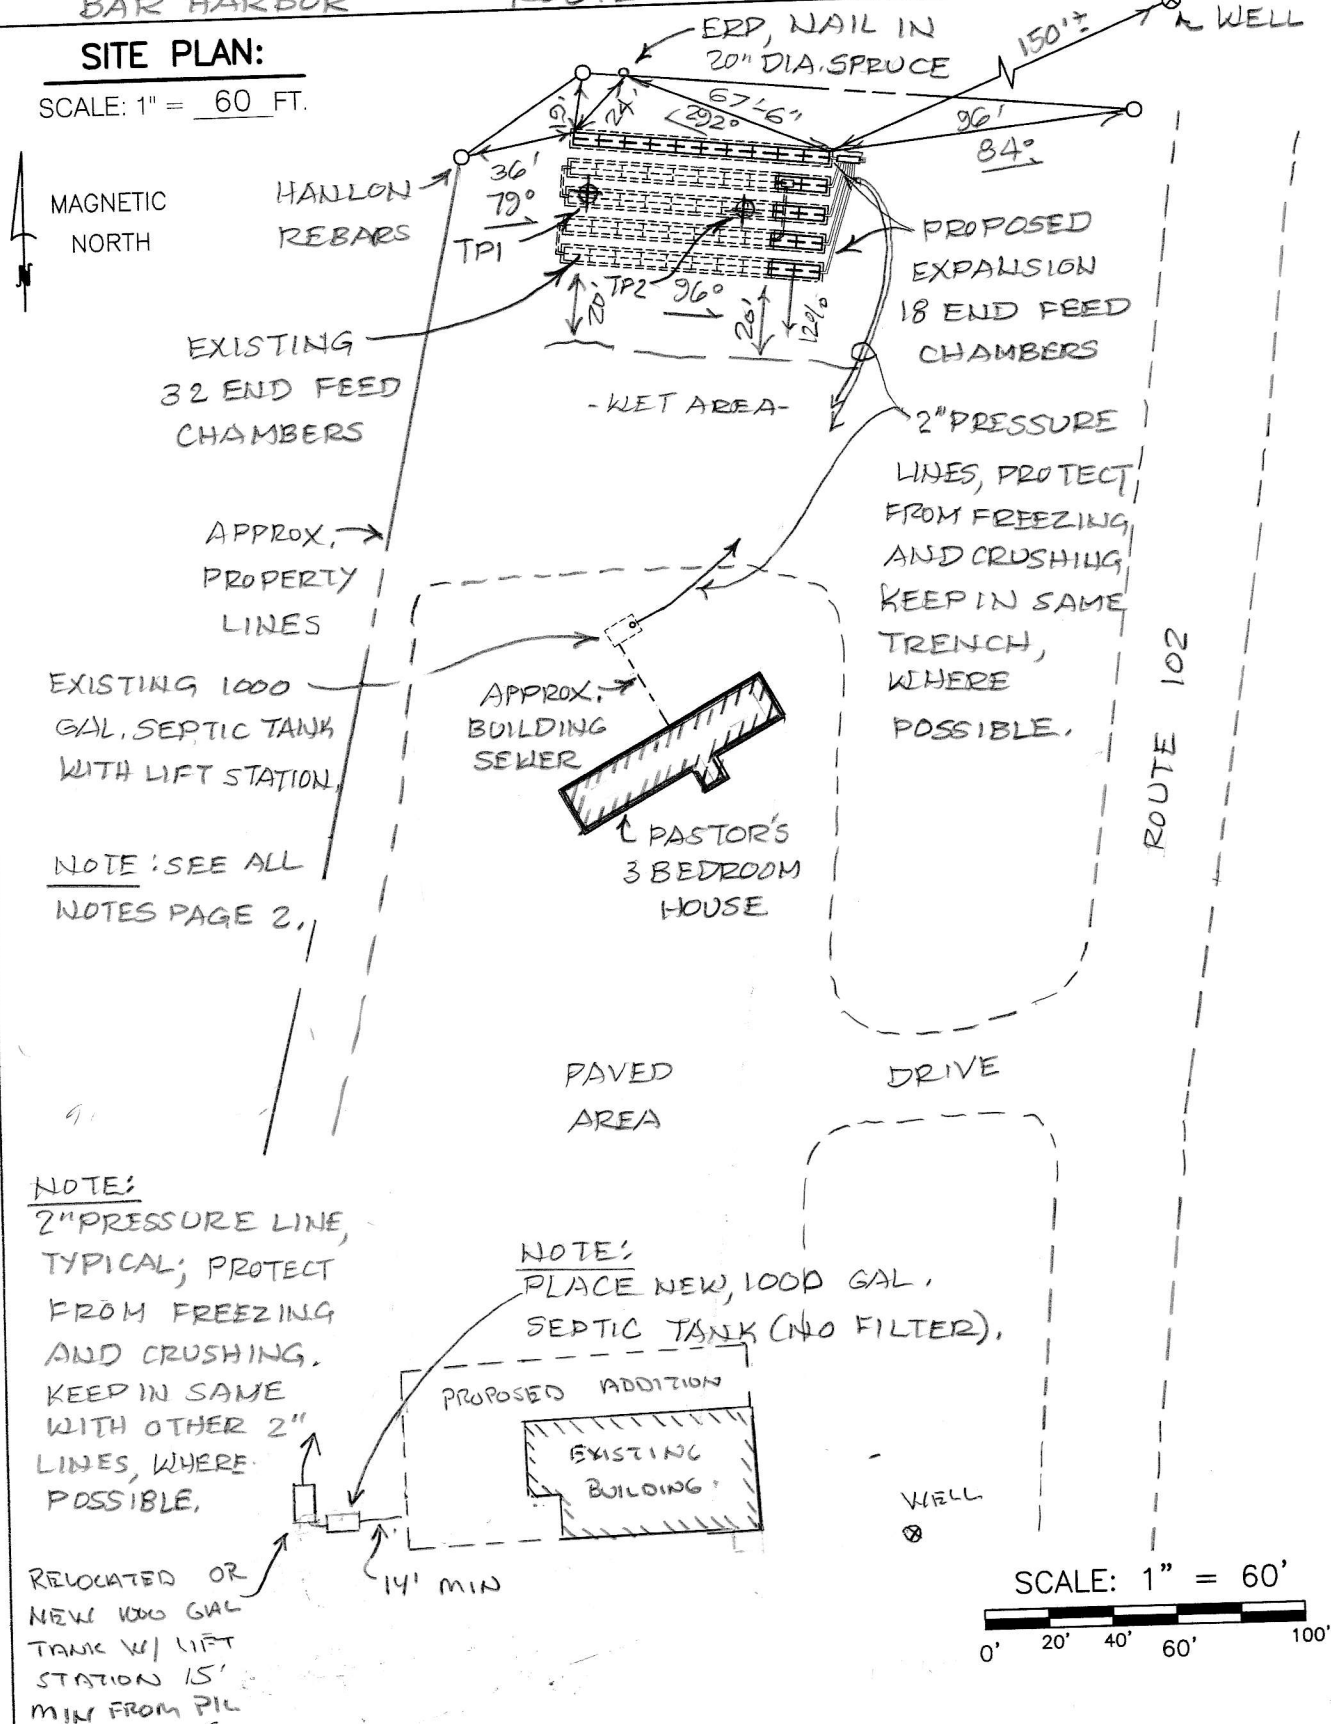 BAR HARBOR
SITE PLAN:
SCALE: 1" = 60 FT.
MAGNETIC
NORTH
N
ERP, NAIL IN
20" DIA. SPRUCE
150'±
WELL
19'
24'
67'-6"
292°
96'
84°
36'
79°
HANLON
REBARS
TP1
TP2
96°
20'
20'
12%
PROPOSED
EXPANSION
18 END FEED
CHAMBERS
EXISTING
32 END FEED
CHAMBERS
-WET AREA-
2" PRESSURE
LINES, PROTECT
FROM FREEZING
AND CRUSHING
KEEP IN SAME
TRENCH,
WHERE
POSSIBLE.
APPROX.
PROPERTY
LINES
EXISTING 1000
GAL. SEPTIC TANK
WITH LIFT STATION.
APPROX.
BUILDING
SEWER
ROUTE 102
PASTOR'S
3 BEDROOM
HOUSE
NOTE: SEE ALL
NOTES PAGE 2.
PAVED
AREA
DRIVE
NOTE:
2" PRESSURE LINE,
TYPICAL; PROTECT
FROM FREEZING
AND CRUSHING.
KEEP IN SAME
WITH OTHER 2"
LINES, WHERE
POSSIBLE.
NOTE:
PLACE NEW, 1000 GAL.
SEPTIC TANK (NO FILTER).
PROPOSED ADDITION
EXISTING
BUILDING
WELL
14' MIN
RELOCATED OR
NEW 1000 GAL
TANK W/ LIFT
STATION 15'
MIN FROM P/L
SCALE: 1" = 60'
0' 20' 40' 60' 100'